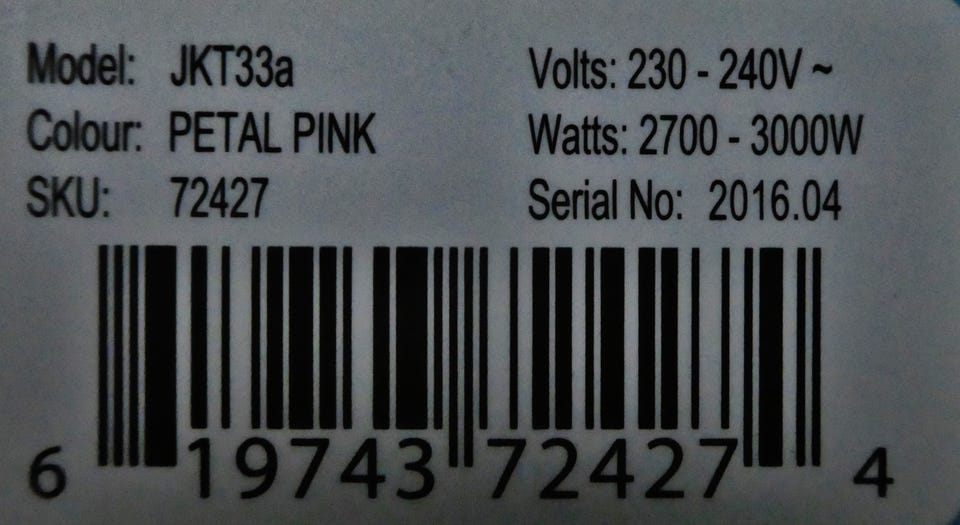 Model: JKT33a
Colour: PETAL PINK
SKU: 72427
Volts: 230 - 240V ~
Watts: 2700 - 3000W
Serial No: 2016.04
6 19743 72427 4